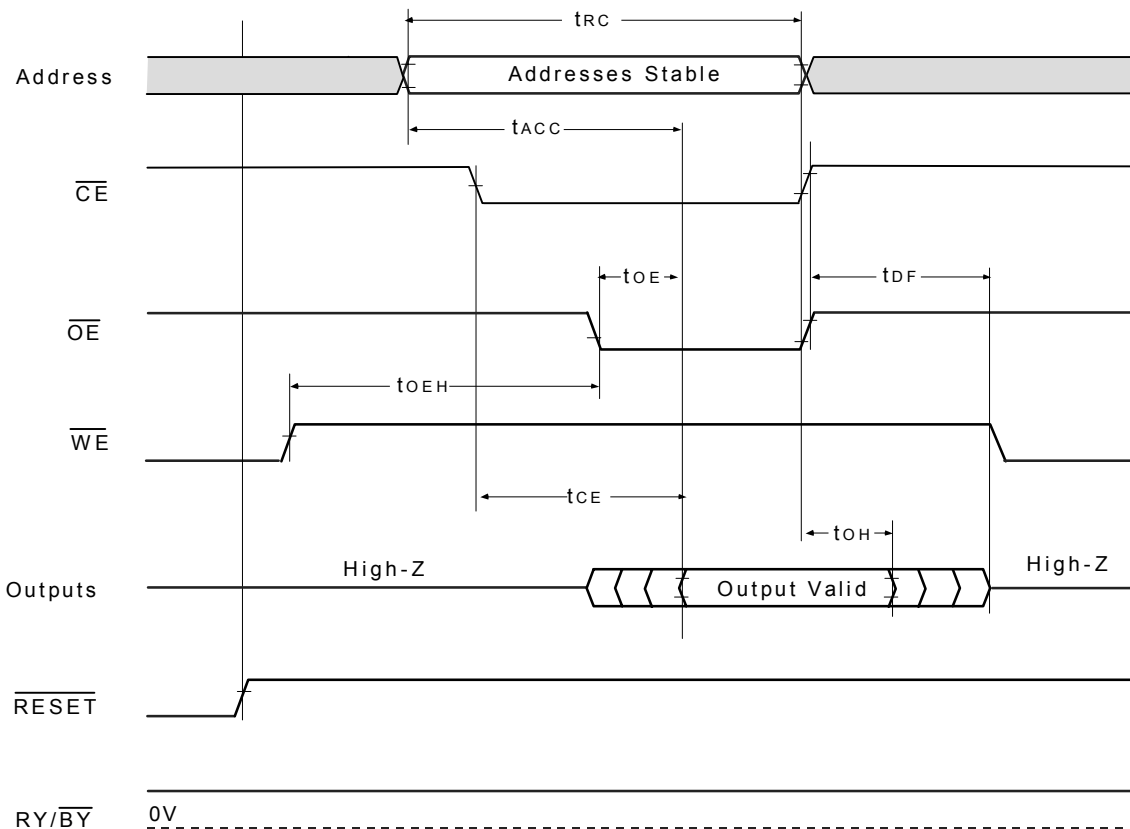 tRC
Address
Addresses Stable
tACC
CE
tOE
tDF
OE
tOEH
WE
tCE
tOH
High-Z
High-Z
Outputs
Output Valid
RESET
0V
RY/BY